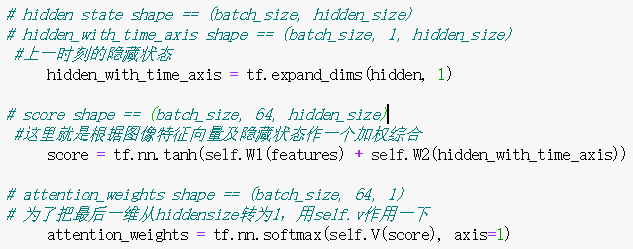 # hidden state shape == (batch_size, hidden_size)
# hidden_with_time_axis shape == (batch_size, 1, hidden_size)
#上一时刻的隐藏状态
hidden_with_time_axis = tf.expand_dims(hidden, 1)
# score shape == (batch_size, 64, hidden_size)
#这里就是根据图像特征向量及隐藏状态作一个加权综合
score = tf.nn.tanh(self.W1(features) + self.W2(hidden_with_time_axis))
# attention_weights shape == (batch_size, 64, 1)
# 为了把最后一维从hiddensize转为1, 用self.v作用一下
attention_weights = tf.nn.softmax(self.V(score), axis=1)